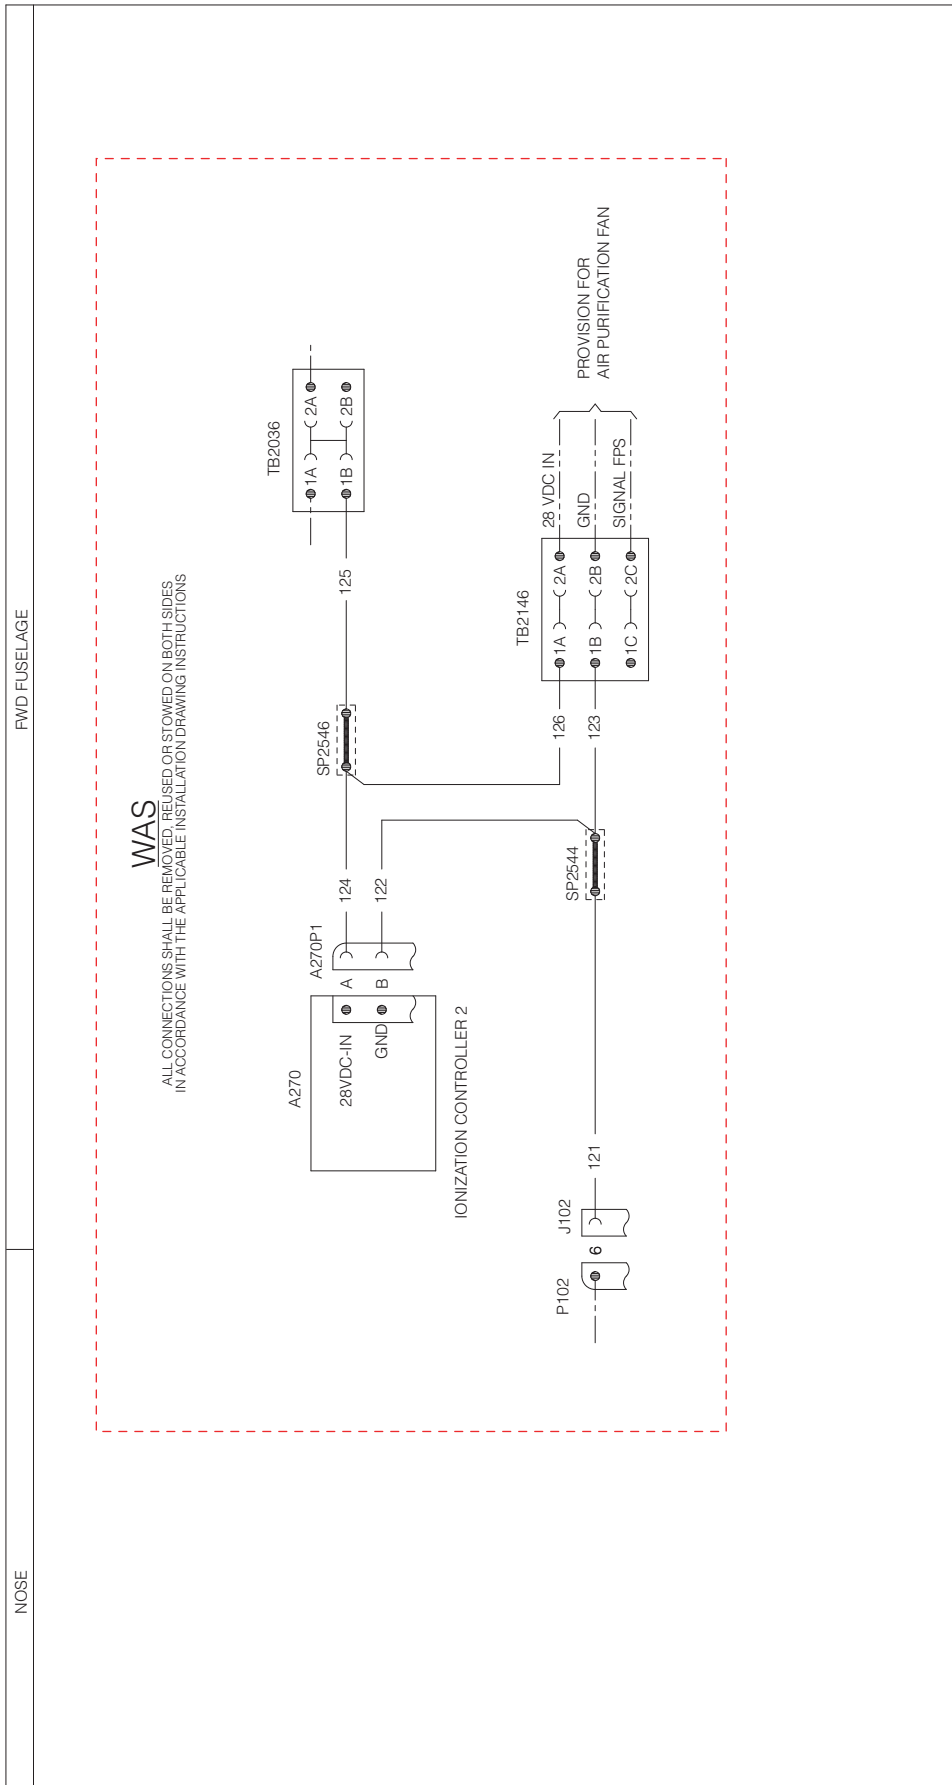 NOSE
FWD FUSELAGE
WAS
ALL CONNECTIONS SHALL BE REMOVED, REUSED OR STOWED ON BOTH SIDES
IN ACCORDANCE WITH THE APPLICABLE INSTALLATION DRAWING INSTRUCTIONS
TB2036
1A
2A
1B
2B
125
SP2546
124
122
A270P1
A
B
A270
28VDC-IN
GND
IONIZATION CONTROLLER 2
TB2146
1A
2A
1B
2B
1C
2C
28 VDC IN
GND
SIGNAL FPS
PROVISION FOR
AIR PURIFICATION FAN
126
123
SP2544
121
J102
6
P102